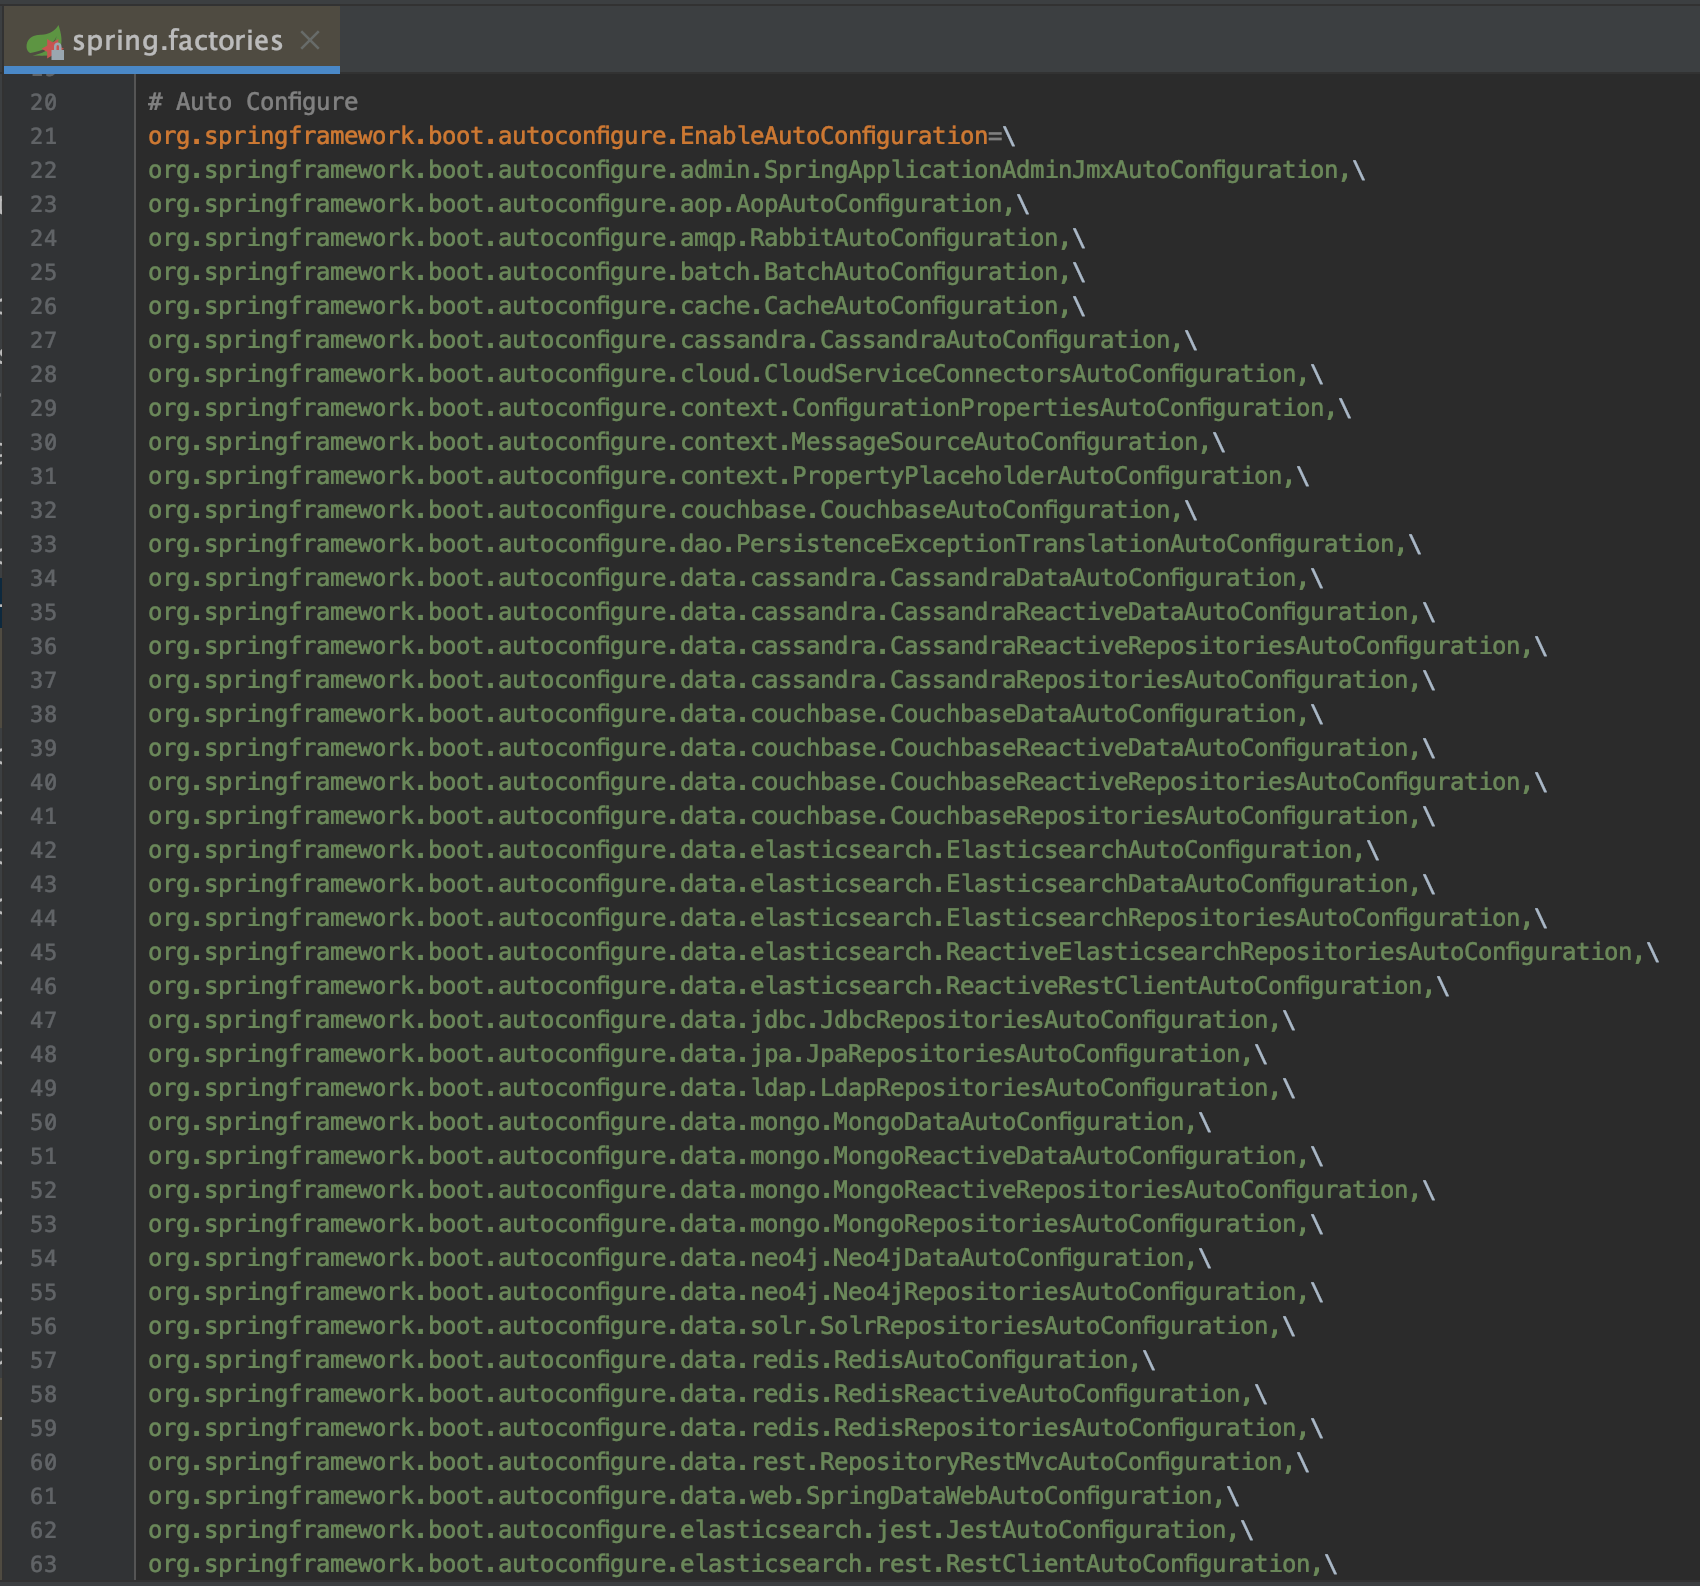 spring.factories
20 # Auto Configure
21 org.springframework.boot.autoconfigure.EnableAutoConfiguration=\
22 org.springframework.boot.autoconfigure.admin.SpringApplicationAdminJmxAutoConfiguration,\
23 org.springframework.boot.autoconfigure.aop.AopAutoConfiguration,\
24 org.springframework.boot.autoconfigure.amqp.RabbitAutoConfiguration,\
25 org.springframework.boot.autoconfigure.batch.BatchAutoConfiguration,\
26 org.springframework.boot.autoconfigure.cache.CacheAutoConfiguration,\
27 org.springframework.boot.autoconfigure.cassandra.CassandraAutoConfiguration,\
28 org.springframework.boot.autoconfigure.cloud.CloudServiceConnectorsAutoConfiguration,\
29 org.springframework.boot.autoconfigure.context.ConfigurationPropertiesAutoConfiguration,\
30 org.springframework.boot.autoconfigure.context.MessageSourceAutoConfiguration,\
31 org.springframework.boot.autoconfigure.context.PropertyPlaceholderAutoConfiguration,\
32 org.springframework.boot.autoconfigure.couchbase.CouchbaseAutoConfiguration,\
33 org.springframework.boot.autoconfigure.dao.PersistenceExceptionTranslationAutoConfiguration,\
34 org.springframework.boot.autoconfigure.data.cassandra.CassandraDataAutoConfiguration,\
35 org.springframework.boot.autoconfigure.data.cassandra.CassandraReactiveDataAutoConfiguration,\
36 org.springframework.boot.autoconfigure.data.cassandra.CassandraReactiveRepositoriesAutoConfiguration,\
37 org.springframework.boot.autoconfigure.data.cassandra.CassandraRepositoriesAutoConfiguration,\
38 org.springframework.boot.autoconfigure.data.couchbase.CouchbaseDataAutoConfiguration,\
39 org.springframework.boot.autoconfigure.data.couchbase.CouchbaseReactiveDataAutoConfiguration,\
40 org.springframework.boot.autoconfigure.data.couchbase.CouchbaseReactiveRepositoriesAutoConfiguration,\
41 org.springframework.boot.autoconfigure.data.couchbase.CouchbaseRepositoriesAutoConfiguration,\
42 org.springframework.boot.autoconfigure.data.elasticsearch.ElasticsearchAutoConfiguration,\
43 org.springframework.boot.autoconfigure.data.elasticsearch.ElasticsearchDataAutoConfiguration,\
44 org.springframework.boot.autoconfigure.data.elasticsearch.ElasticsearchRepositoriesAutoConfiguration,\
45 org.springframework.boot.autoconfigure.data.elasticsearch.ReactiveElasticsearchRepositoriesAutoConfiguration,\
46 org.springframework.boot.autoconfigure.data.elasticsearch.ReactiveRestClientAutoConfiguration,\
47 org.springframework.boot.autoconfigure.data.jdbc.JdbcRepositoriesAutoConfiguration,\
48 org.springframework.boot.autoconfigure.data.jpa.JpaRepositoriesAutoConfiguration,\
49 org.springframework.boot.autoconfigure.data.ldap.LdapRepositoriesAutoConfiguration,\
50 org.springframework.boot.autoconfigure.data.mongo.MongoDataAutoConfiguration,\
51 org.springframework.boot.autoconfigure.data.mongo.MongoReactiveDataAutoConfiguration,\
52 org.springframework.boot.autoconfigure.data.mongo.MongoReactiveRepositoriesAutoConfiguration,\
53 org.springframework.boot.autoconfigure.data.mongo.MongoRepositoriesAutoConfiguration,\
54 org.springframework.boot.autoconfigure.data.neo4j.Neo4jDataAutoConfiguration,\
55 org.springframework.boot.autoconfigure.data.neo4j.Neo4jRepositoriesAutoConfiguration,\
56 org.springframework.boot.autoconfigure.data.solr.SolrRepositoriesAutoConfiguration,\
57 org.springframework.boot.autoconfigure.data.redis.RedisAutoConfiguration,\
58 org.springframework.boot.autoconfigure.data.redis.RedisReactiveAutoConfiguration,\
59 org.springframework.boot.autoconfigure.data.redis.RedisRepositoriesAutoConfiguration,\
60 org.springframework.boot.autoconfigure.data.rest.RepositoryRestMvcAutoConfiguration,\
61 org.springframework.boot.autoconfigure.data.web.SpringDataWebAutoConfiguration,\
62 org.springframework.boot.autoconfigure.elasticsearch.jest.JestAutoConfiguration,\
63 org.springframework.boot.autoconfigure.elasticsearch.rest.RestClientAutoConfiguration,\